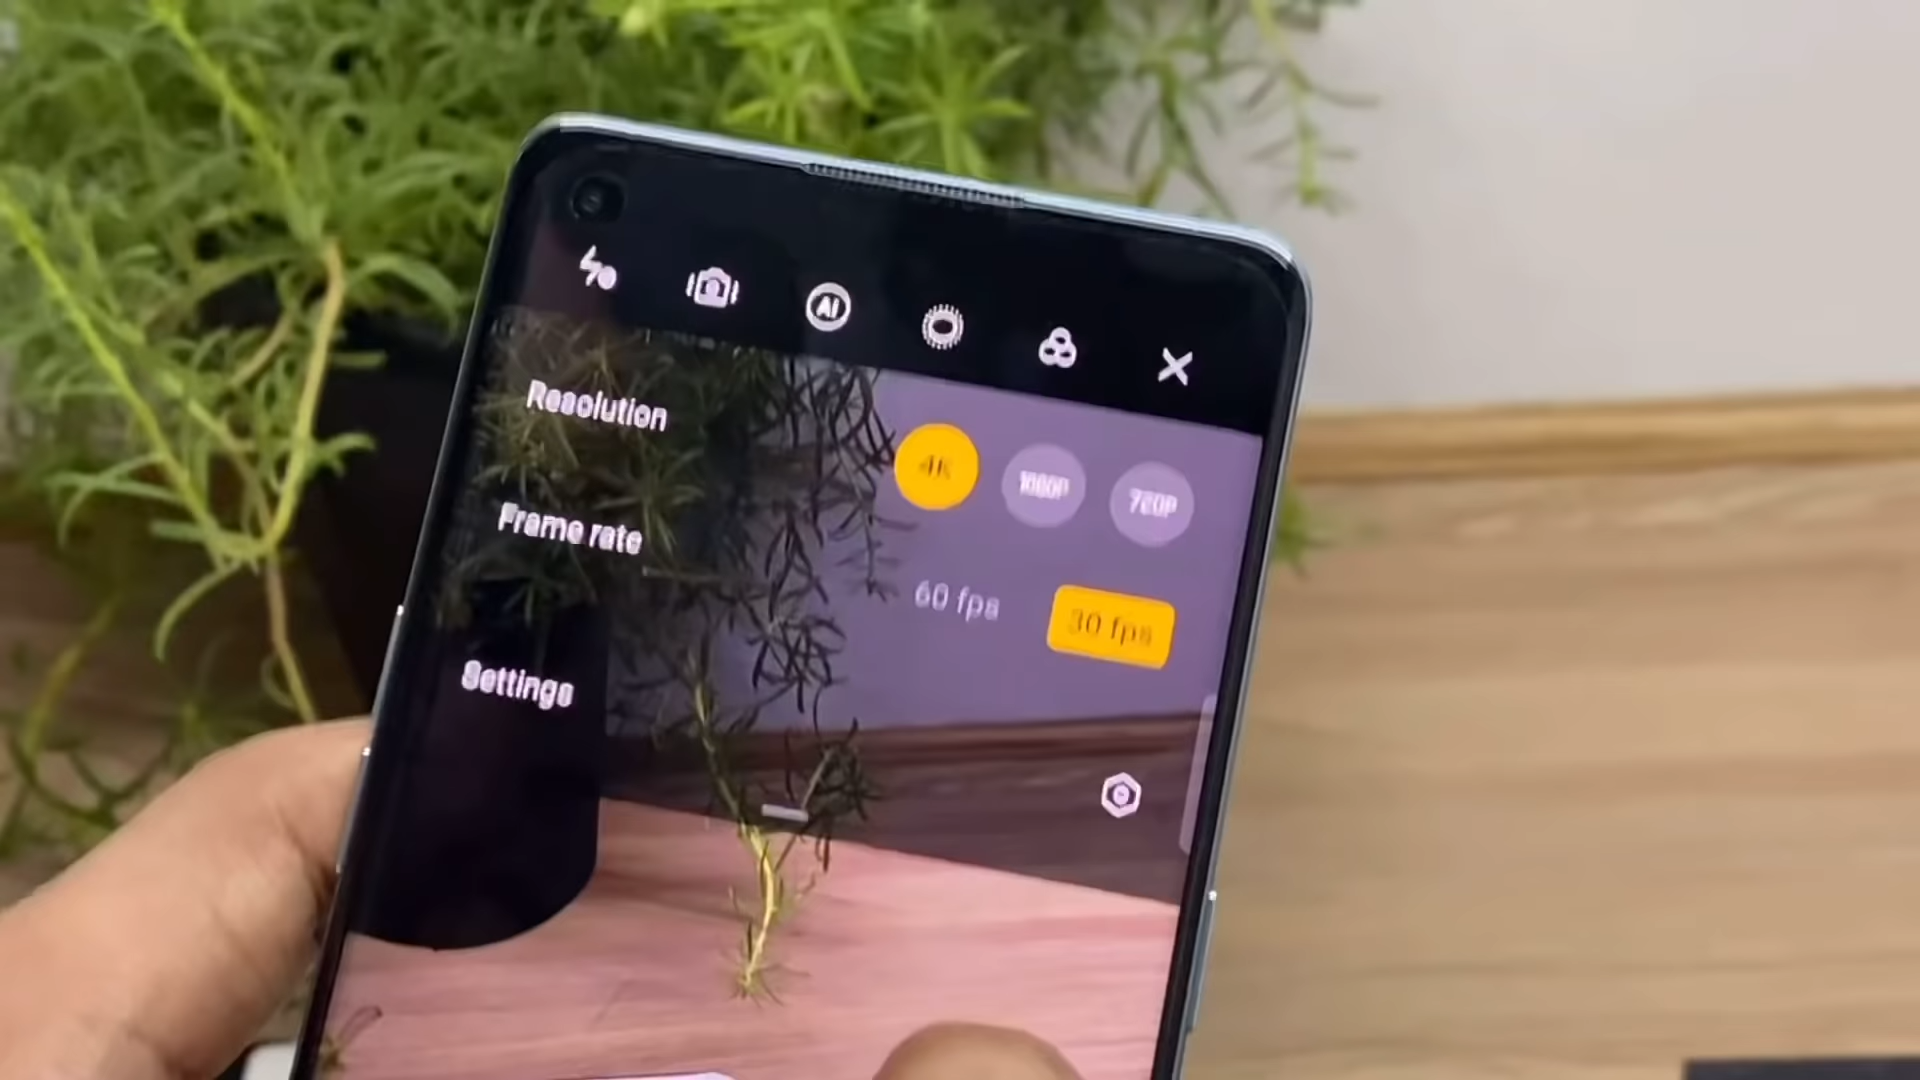 AI
Resolution
4K
1080P
720P
Frame rate
60 fps
30 fps
Settings